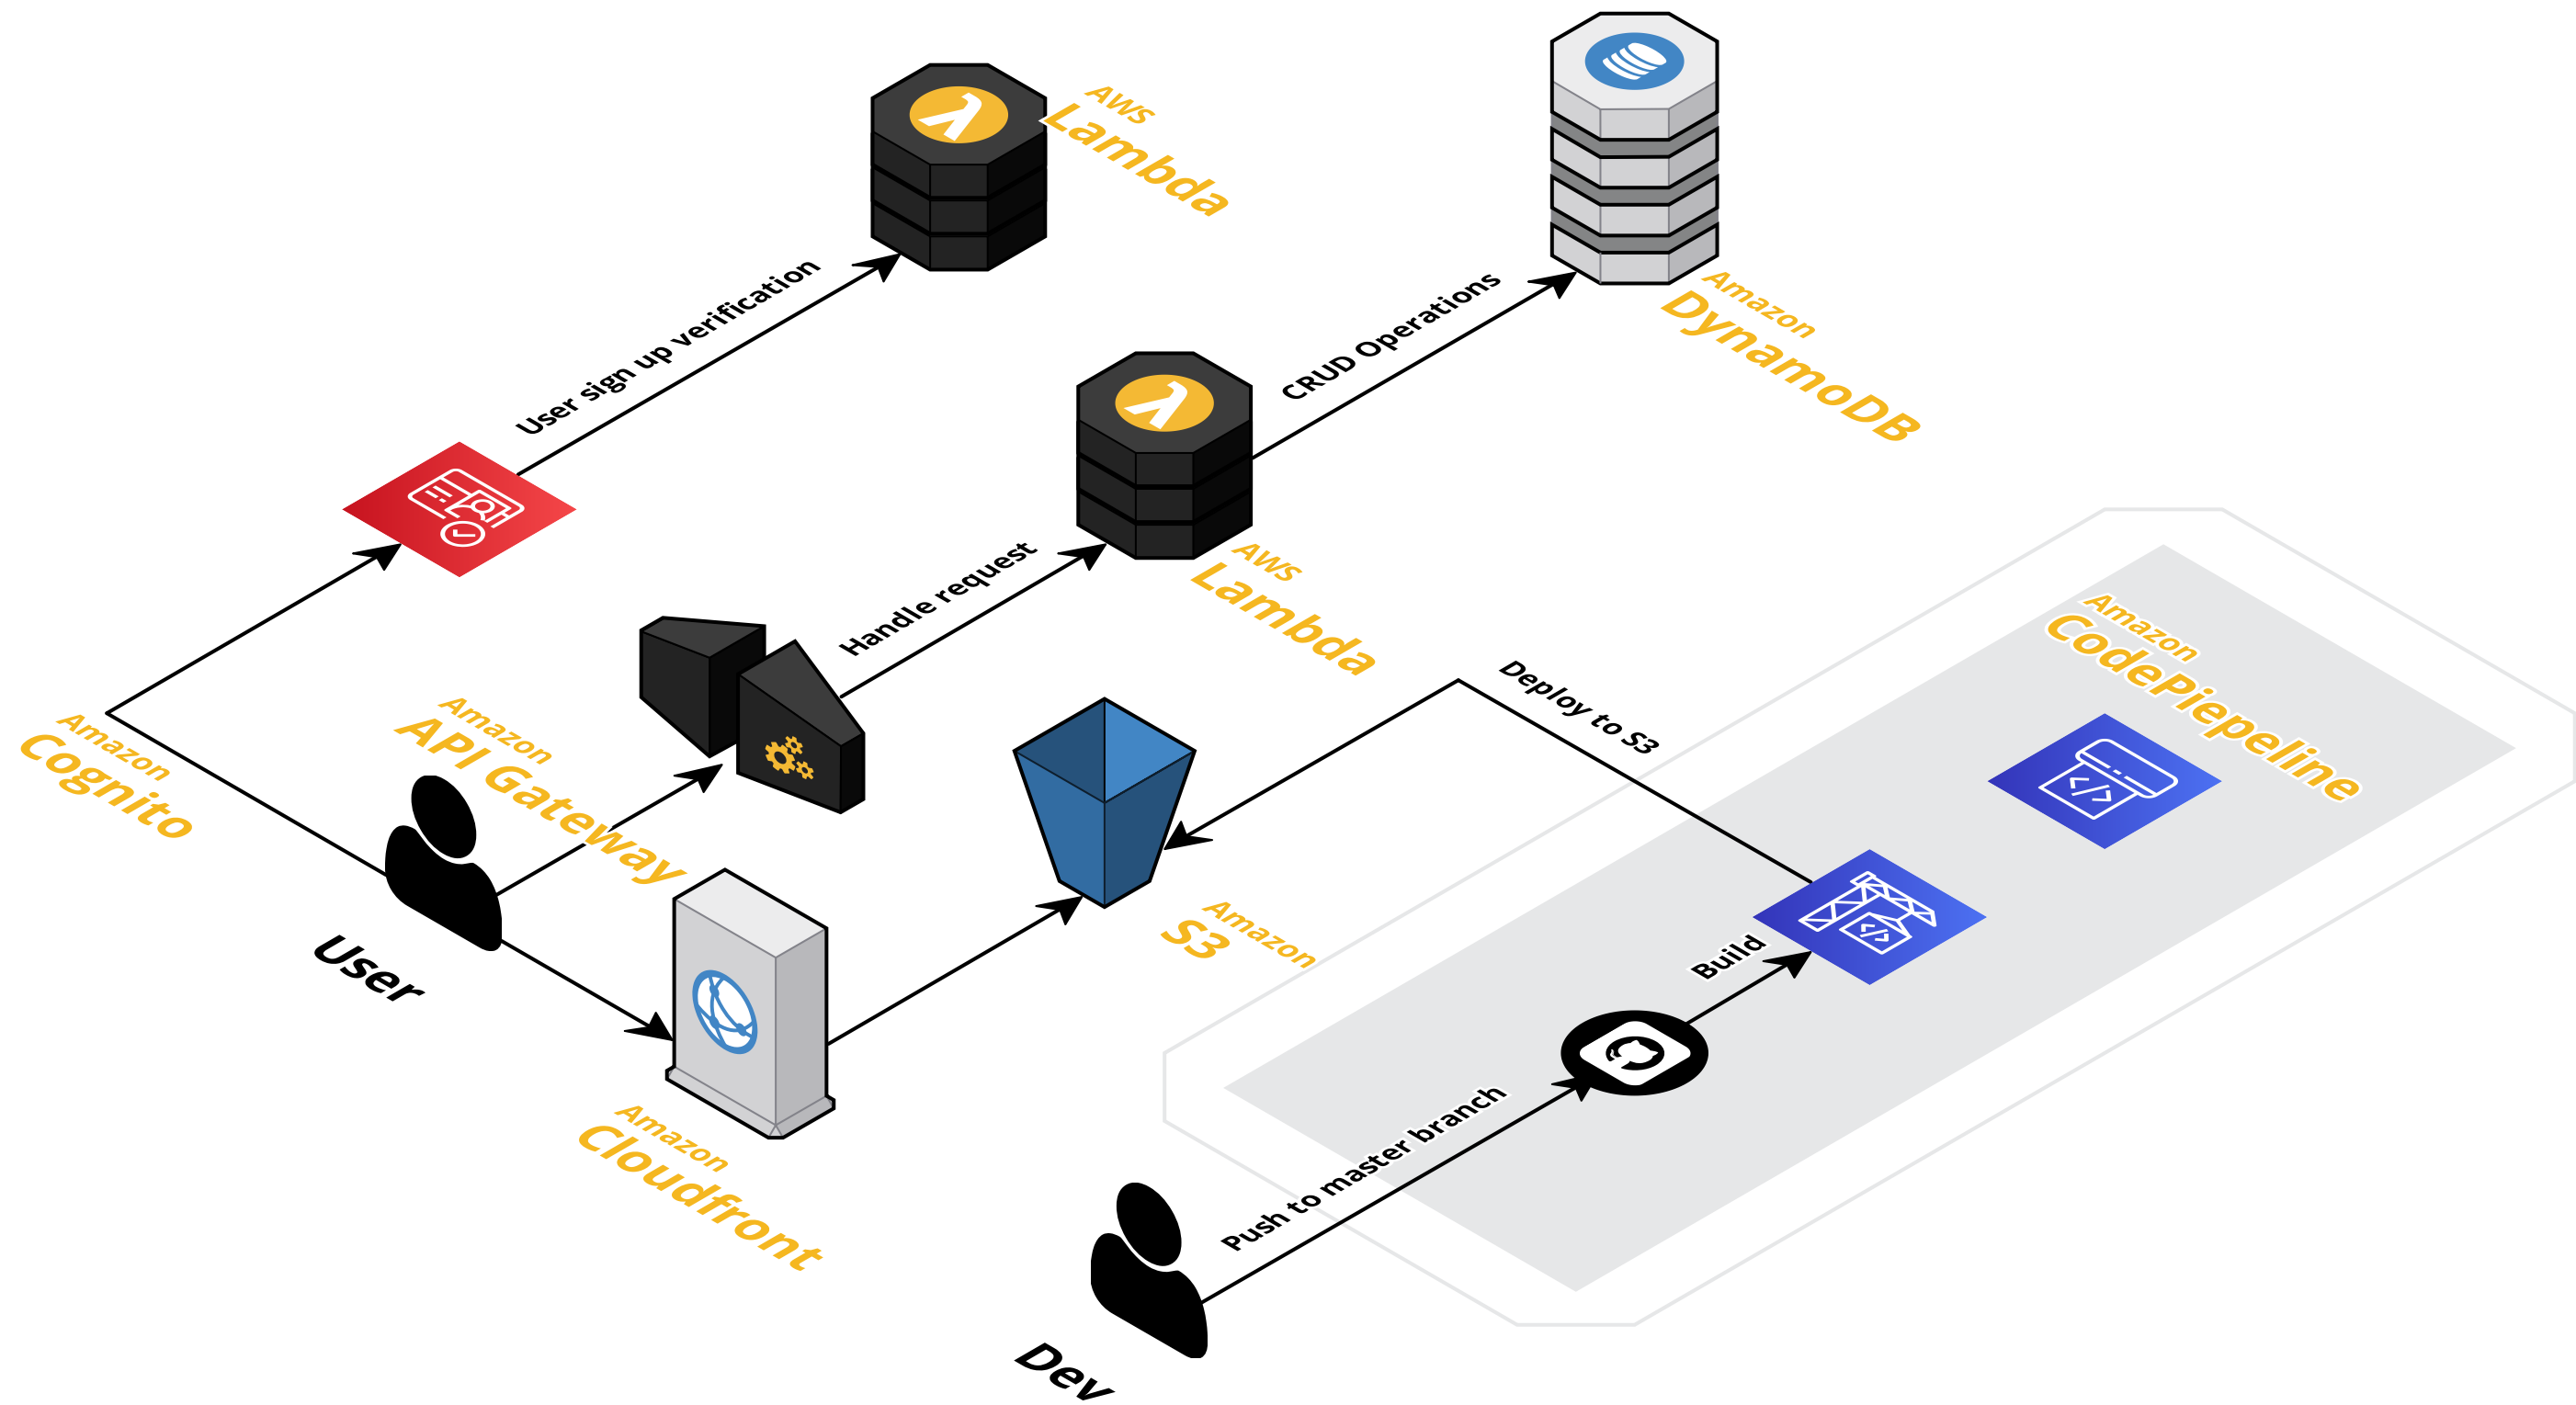 AWS
Lambda
User sign up verification
CRUD Operations
Amazon
DynamoDB
Handle request
AWS
Lambda
Amazon
CodePiepeline
Deploy to S3
Amazon
Cognito
Amazon
API Gateway
User
Amazon
S3
Build
Push to master branch
Amazon
Cloudfront
Dev